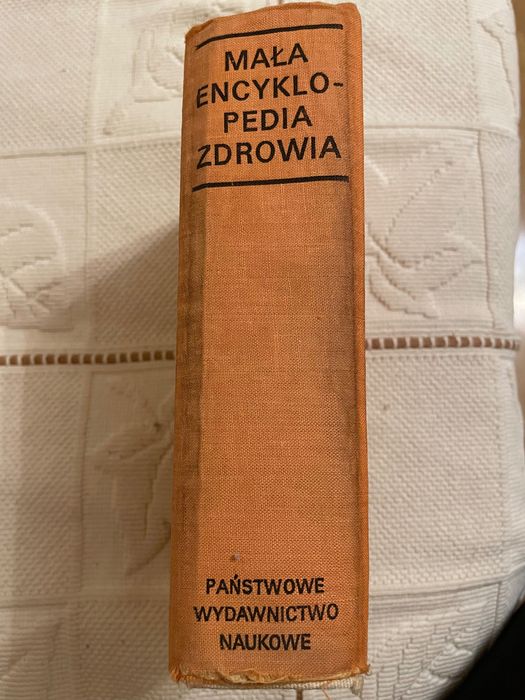 MAŁA
ENCYKLO-
PEDIA
ZDROWIA
PAŃSTWOWE
WYDAWNICTWO
NAUKOWE